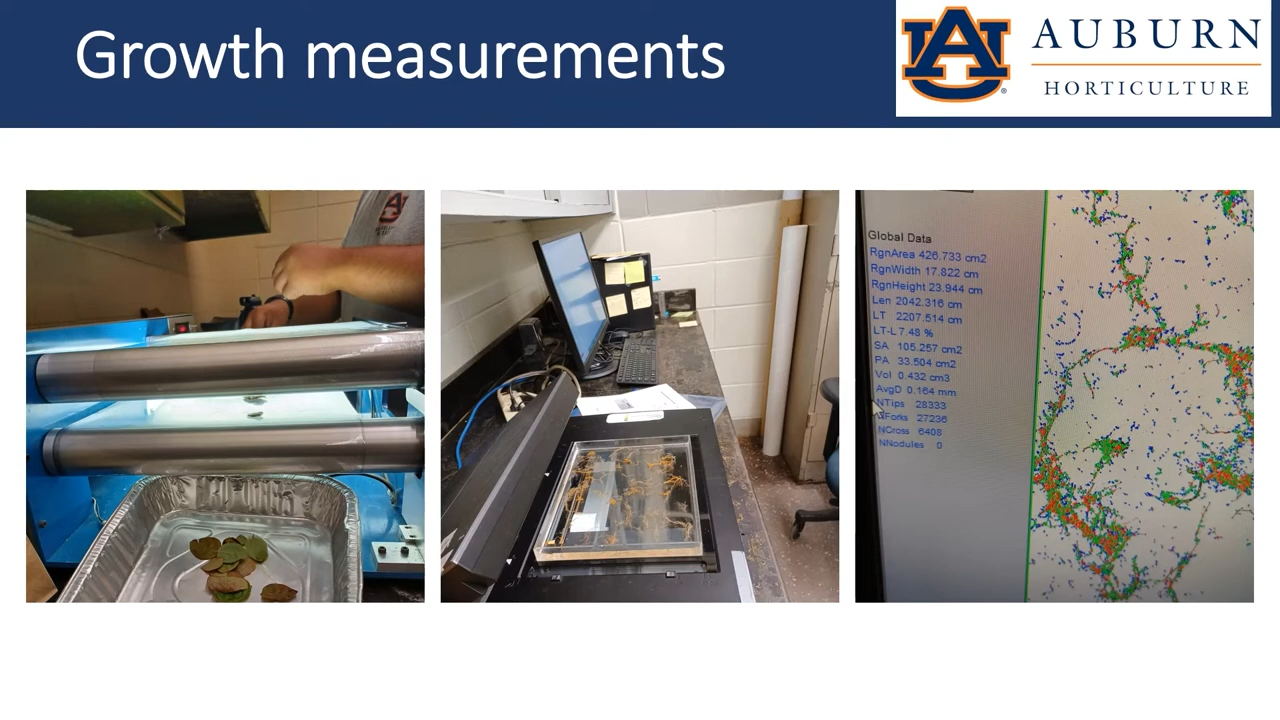 Growth measurements
AU
®
AUBURN
HORTICULTURE
Global Data
RgnArea 426.733 cm2
RgnWidth 17.822 cm
RgnHeight 23.944 cm
Len 2042.316 cm
LT 2207.514 cm
LT-L 7.48 %
SA 105.257 cm2
PA 33.504 cm2
Vol 0.432 cm3
AvgD 0.164 mm
NTips 28333
Forks 27236
NCross 6408
NNodules 0